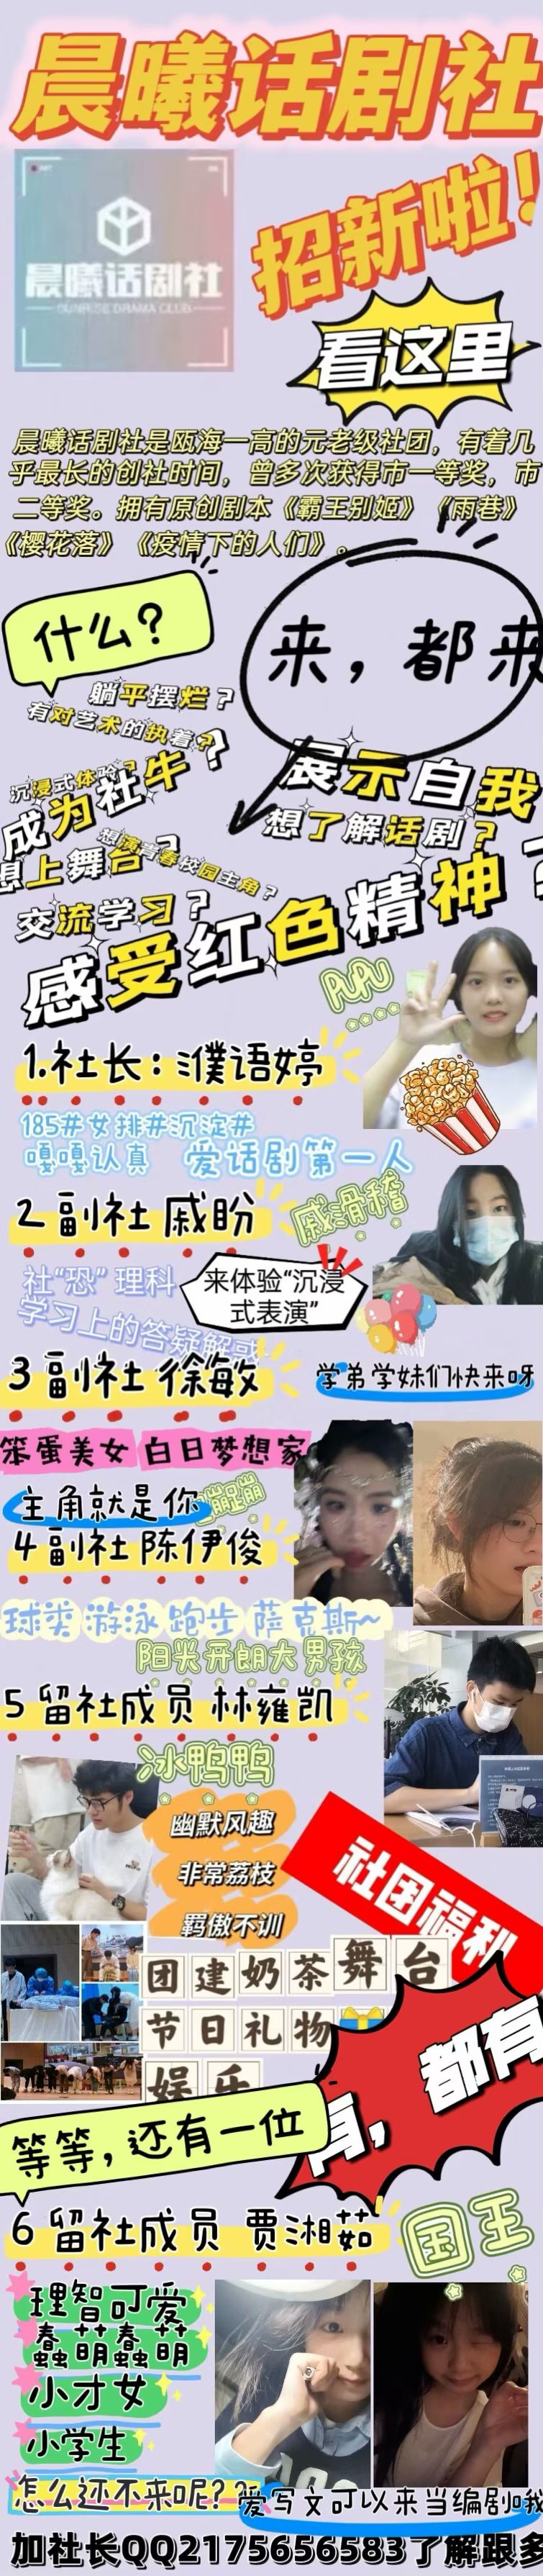 晨曦话剧社
招新啦!
晨曦话剧社
SUNRISE DRAMA CLUB
看这里
晨曦话剧社是瓯海一高的元老级社团，有着几
乎最长的创社时间，曾多次获得市一等奖，市
二等奖。拥有原创剧本《霸王别姬》《雨巷》
《樱花落》《疫情下的人们》。
什么?
来，都来
躺平摆烂?
有对艺术的执着?
沉浸式体验?
成为社牛?
展示自我
想了解话剧?
想上舞台?
想演青春校园主角?
交流学习?
感受红色精神?
PUPU
1.社长:濮语婷
185#女排#沉淀#
嘎嘎认真 爱话剧第一人
2副社 戚盼
戚滑稽
社“恐”理科
学习上的答疑解惑
来体验“沉浸
式表演”
3副社 徐敏
学弟学妹们快来呀
笨蛋美女 白日梦想家
主角就是你
4副社 陈伊俊
球类 游泳 跑步 萨克斯~
阳光开朗大男孩
5留社成员 林雍凯
冰鸭鸭
幽默风趣
非常荔枝
羁傲不训
社团福利
团建奶茶舞台
节日礼物
娱乐
有，都有
等等，还有一位
6留社成员 贾湘茹
国王
理智可爱
蠢萌蠢萌
小才女
小学生
怎么还不来呢??
爱写文可以来当编剧哦
加社长QQ2175656583了解跟多